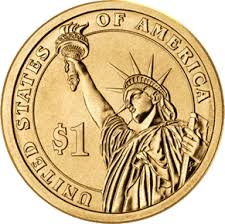 UNITED STATES OF AMERICA
$1